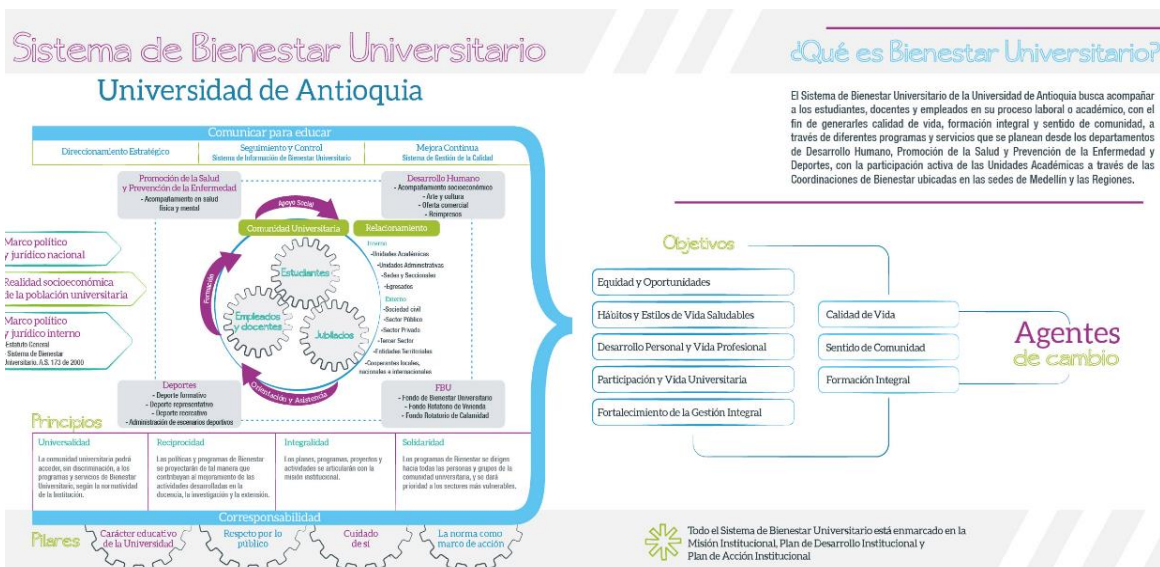 Sistema de Bienestar Universitario
Universidad de Antioquia
Comunicar para educar
Direccionamiento Estratégico
Seguimiento y Control
Sistema de Información de Bienestar Universitario
Mejora Continua
Sistema de Gestión de la Calidad
Promoción de la Salud
y Prevención de la Enfermedad
- Acompañamiento en salud
física y mental
Desarrollo Humano
- Acompañamiento socioeconómico
- Arte y cultura
- Oferta comercial
- Reimpresos
Apoyo Social
Formación
Orientación y Asistencia
Comunidad Universitaria
Estudiantes
Empleados
y docentes
Jubilados
Relacionamiento
Interno
-Unidades Académicas
-Unidades Administrativas
-Sedes y Seccionales
-Egresados
Externo
-Sociedad civil
-Sector Público
-Sector Privado
-Tercer Sector
-Entidades Territoriales
-Cooperantes locales,
nacionales e internacionales
Marco político
y jurídico nacional
Realidad socioeconómica
de la población universitaria
Marco político
y jurídico interno
Estatuto General
- Sistema de Bienestar
Universitario. A.S. 173 de 2000
Deportes
- Deporte formativo
- Deporte representativo
- Deporte recreativo
- Administración de escenarios deportivos
FBU
- Fondo de Bienestar Universitario
- Fondo Rotatorio de Vivienda
- Fondo Rotatorio de Calamidad
Principios
Universalidad
La comunidad universitaria podrá
acceder, sin discriminación, a los
programas y servicios de Bienestar
Universitario, según la normatividad
de la Institución.
Reciprocidad
Las políticas y programas de Bienestar
se proyectarán de tal manera que
contribuyan al mejoramiento de las
actividades desarrolladas en la
docencia, la investigación y la extensión.
Integralidad
Los planes, programas, proyectos y
actividades se articularán con la
misión institucional.
Solidaridad
Los programas de Bienestar se dirigen
hacia todas las personas y grupos de la
comunidad universitaria, y se dará
prioridad a los sectores más vulnerables.
Corresponsabilidad
Pilares
Carácter educativo
de la Universidad
Respeto por lo
público
Cuidado
de sí
La norma como
marco de acción
¿Qué es Bienestar Universitario?
El Sistema de Bienestar Universitario de la Universidad de Antioquia busca acompañar
a los estudiantes, docentes y empleados en su proceso laboral o académico, con el
fin de generarles calidad de vida, formación integral y sentido de comunidad, a
través de diferentes programas y servicios que se planean desde los departamentos
de Desarrollo Humano, Promoción de la Salud y Prevención de la Enfermedad y
Deportes, con la participación activa de las Unidades Académicas a través de las
Coordinaciones de Bienestar ubicadas en las sedes de Medellín y las Regiones.
Objetivos
Equidad y Oportunidades
Hábitos y Estilos de Vida Saludables
Desarrollo Personal y Vida Profesional
Participación y Vida Universitaria
Fortalecimiento de la Gestión Integral
Calidad de Vida
Sentido de Comunidad
Formación Integral
Agentes
de cambio
Todo el Sistema de Bienestar Universitario está enmarcado en la
Misión Institucional, Plan de Desarrollo Institucional y
Plan de Acción Institucional